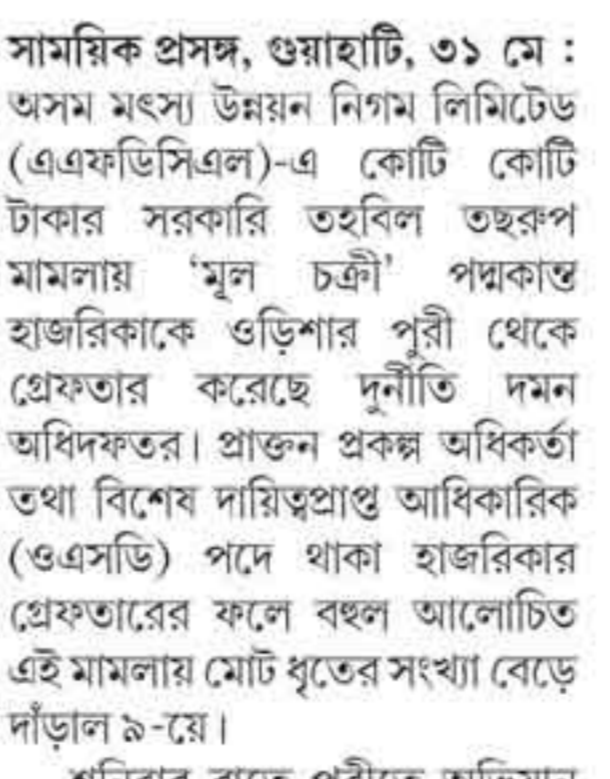 সাময়িক প্রসঙ্গ, গুয়াহাটি, ৩১ মে :
অসম মৎস্য উন্নয়ন নিগম লিমিটেড
(এএফডিসিএল)-এ কোটি কোটি
টাকার সরকারি তহবিল তছরুপ
মামলায় ‘মূল চক্রী’ পদ্মকান্ত
হাজরিকাকে ওড়িশার পুরী থেকে
গ্রেফতার করেছে দুর্নীতি দমন
অধিদফতর। প্রাক্তন প্রকল্প অধিকর্তা
তথা বিশেষ দায়িত্বপ্রাপ্ত আধিকারিক
(ওএসডি) পদে থাকা হাজরিকার
গ্রেফতারের ফলে বহুল আলোচিত
এই মামলায় মোট ধৃতের সংখ্যা বেড়ে
দাঁড়াল ৯-য়ে।